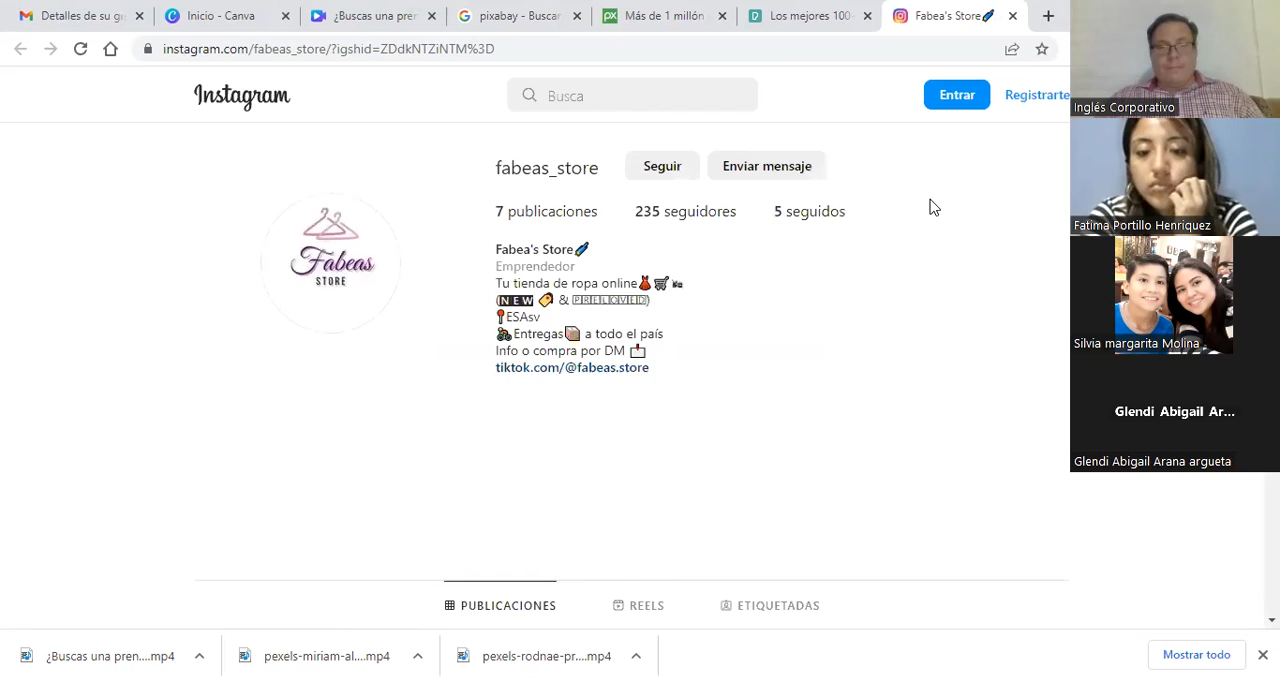 Detalles de su gr
Inicio - Canva
¿Buscas una pren
pixabay - Buscar
Más de 1 millón
Los mejores 100
Fabea's Store
instagram.com/fabeas_store/?igshid=ZDdkNTZiNTM%3D
Instagram
Busca
Entrar
Registrarte
fabeas_store
Seguir
Enviar mensaje
7 publicaciones
235 seguidores
5 seguidos
Fabeas
STORE
Fabea's Store
Emprendedor
Tu tienda de ropa online
(NEW & PRELOVED)
ESAsv
Entregas a todo el país
Info o compra por DM
tiktok.com/@fabeas.store
PUBLICACIONES
REELS
ETIQUETADAS
¿Buscas una pren....mp4
pexels-miriam-al....mp4
pexels-rodnae-pr....mp4
Mostrar todo
Inglés Corporativo
Fatima Portillo Henriquez
Silvia margarita Molina
Glendi Abigail Ar...
Glendi Abigail Arana argueta